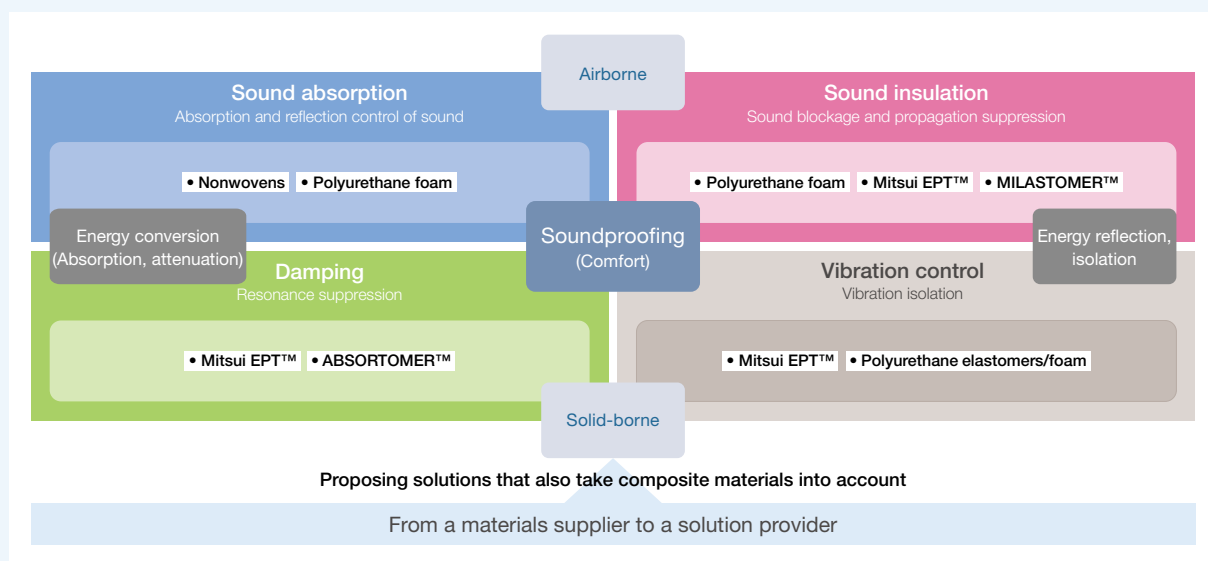 Airborne
Sound absorption
Absorption and reflection control of sound
• Nonwovens • Polyurethane foam
Sound insulation
Sound blockage and propagation suppression
• Polyurethane foam • Mitsui EPT™ • MILASTOMER™
Energy conversion
(Absorption, attenuation)
Soundproofing
(Comfort)
Energy reflection,
isolation
Damping
Resonance suppression
• Mitsui EPT™ • ABSORTOMER™
Vibration control
Vibration isolation
• Mitsui EPT™ • Polyurethane elastomers/foam
Solid-borne
Proposing solutions that also take composite materials into account
From a materials supplier to a solution provider